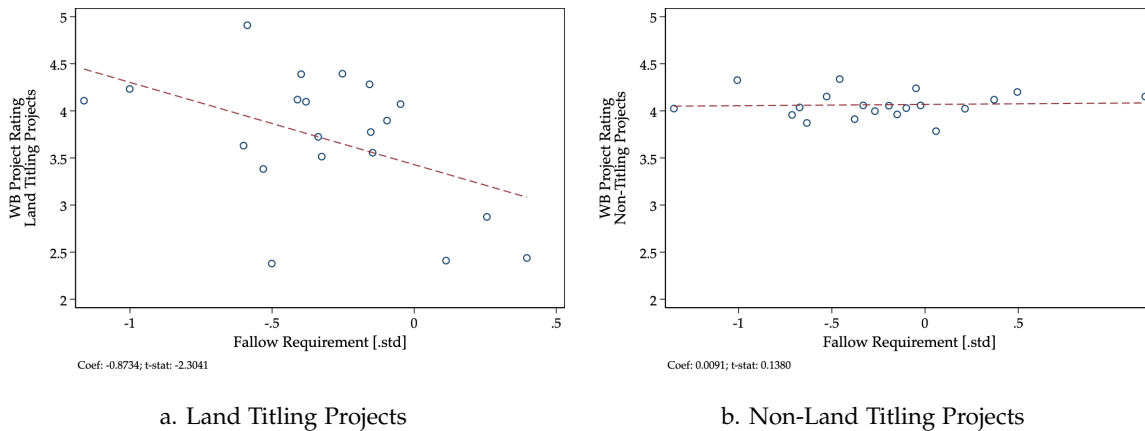 WB Project Rating
Land Titling Projects
5
4.5
4
3.5
3
2.5
2
-1
-.5
0
.5
Fallow Requirement [.std]
Coef: -0.8734; t-stat: -2.3041
a. Land Titling Projects
WB Project Rating
Non-Titling Projects
5
4.5
4
3.5
3
2.5
2
-1
-.5
0
.5
Fallow Requirement [.std]
Coef: 0.0091; t-stat: 0.1380
b. Non-Land Titling Projects